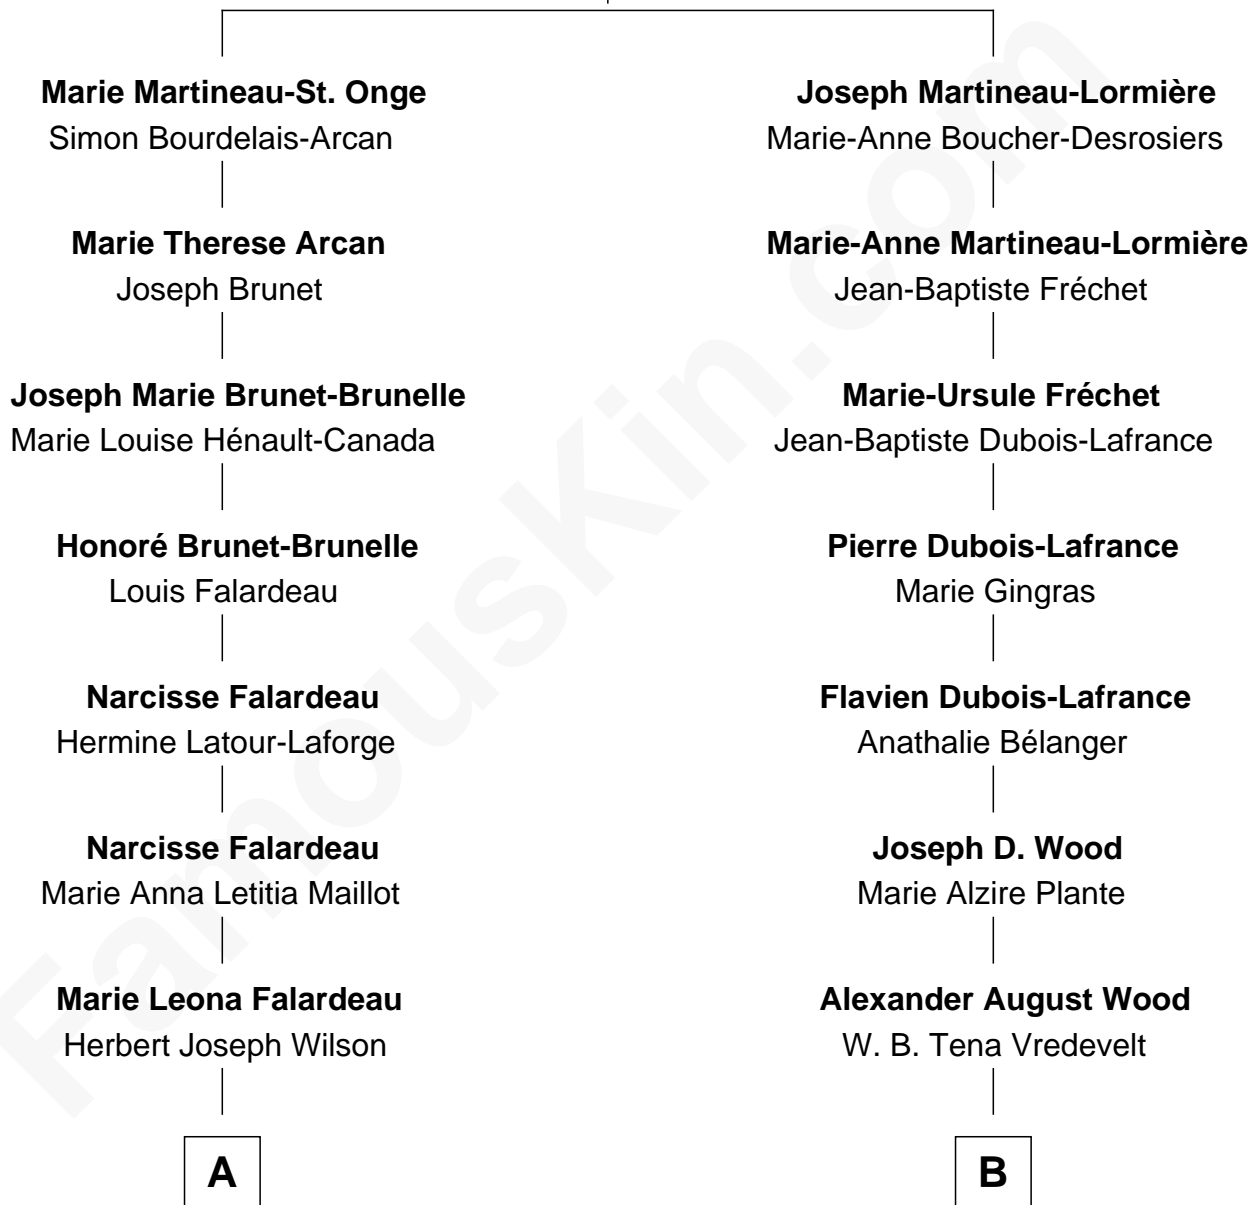 Marie Martineau-St. Onge
Simon Bourdelais-Arcan
Marie Therese Arcan
Joseph Brunet
Joseph Marie Brunet-Brunelle
Marie Louise Hénault-Canada
Honoré Brunet-Brunelle
Louis Falardeau
Narcisse Falardeau
Hermine Latour-Laforge
Narcisse Falardeau
Marie Anna Letitia Maillot
Marie Leona Falardeau
Herbert Joseph Wilson
A
Joseph Martineau-Lormière
Marie-Anne Boucher-Desrosiers
Marie-Anne Martineau-Lormière
Jean-Baptiste Fréchet
Marie-Ursule Fréchet
Jean-Baptiste Dubois-Lafrance
Pierre Dubois-Lafrance
Marie Gingras
Flavien Dubois-Lafrance
Anathalie Bélanger
Joseph D. Wood
Marie Alzire Plante
Alexander August Wood
W. B. Tena Vredevelt
B
FamousKin.com